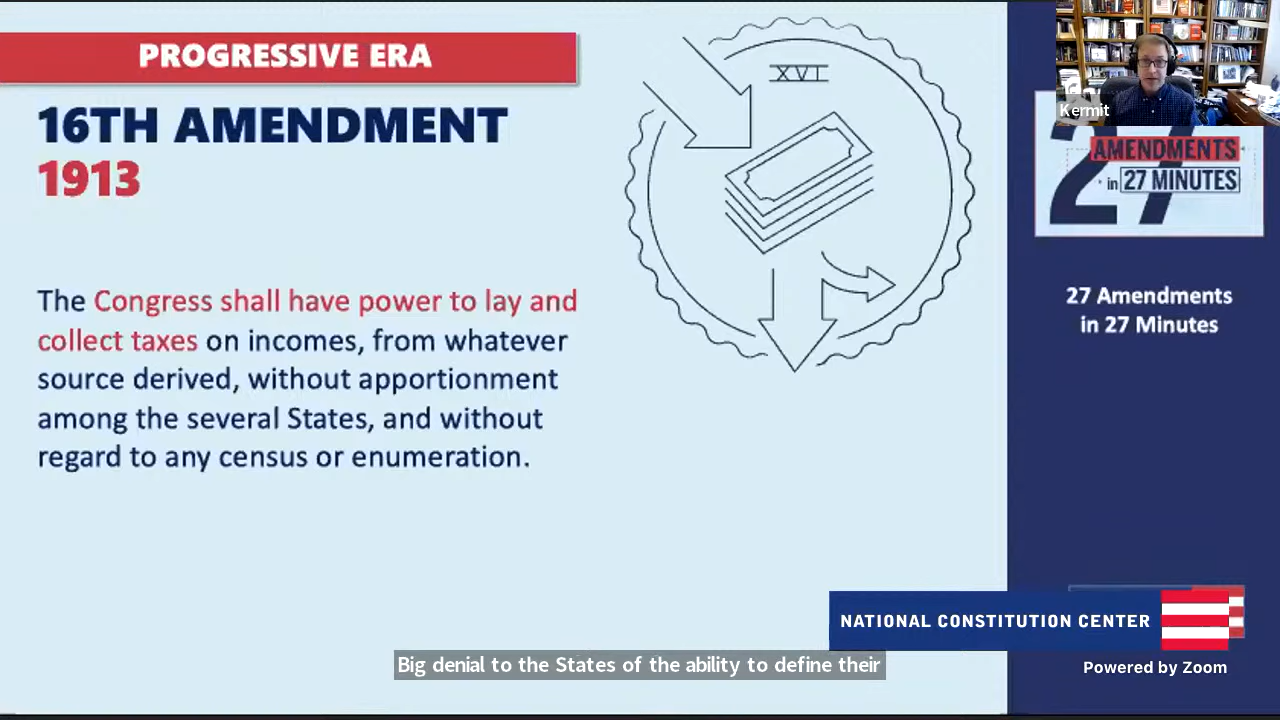 PROGRESSIVE ERA
16TH AMENDMENT
1913
The Congress shall have power to lay and
collect taxes on incomes, from whatever
source derived, without apportionment
among the several States, and without
regard to any census or enumeration.
XVI
Kermit
27
AMENDMENTS
in 27 MINUTES
27 Amendments
in 27 Minutes
NATIONAL CONSTITUTION CENTER
Big denial to the States of the ability to define their
Powered by Zoom